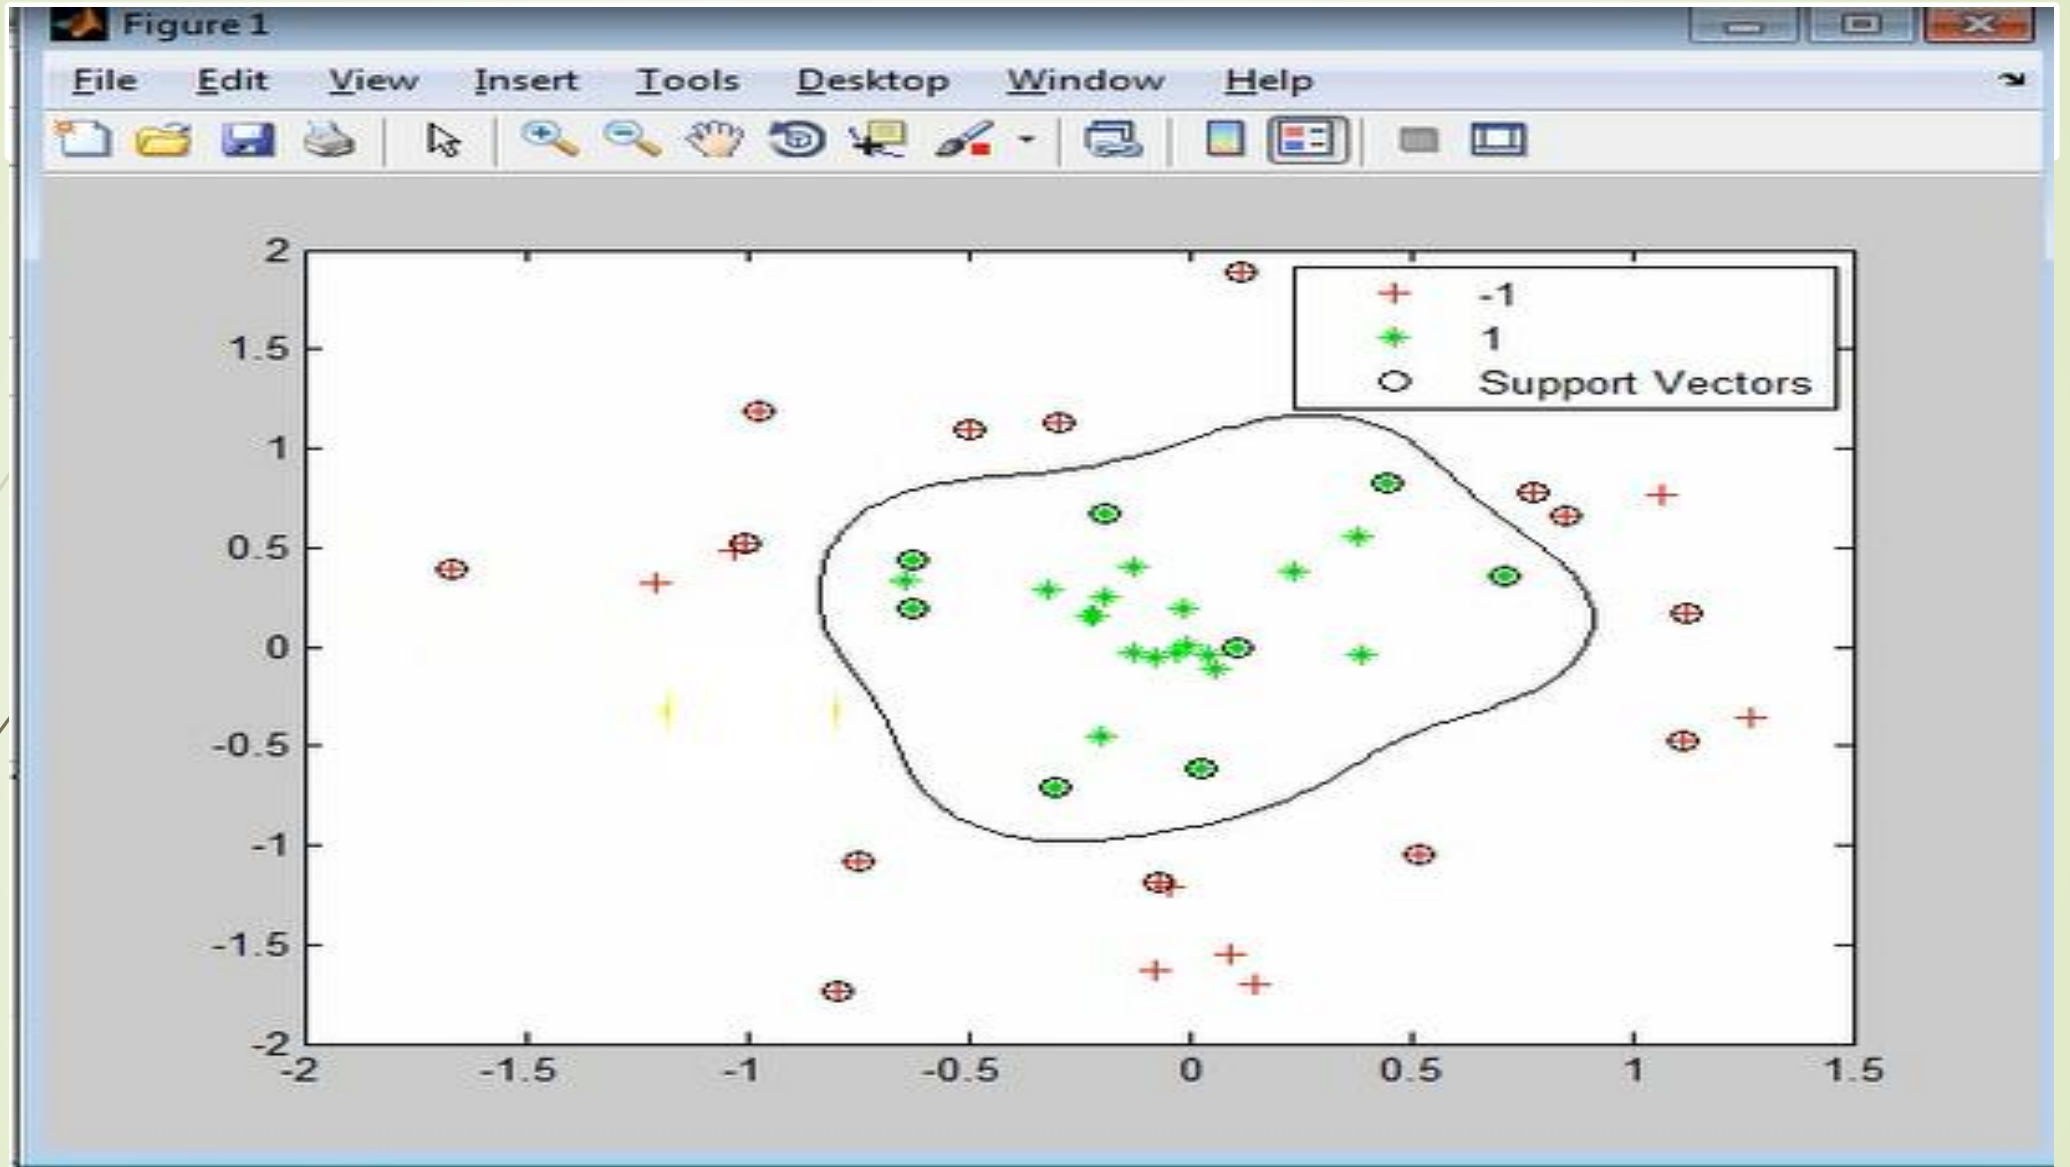 Figure 1
File Edit View Insert Tools Desktop Window Help
2
1.5
1
0.5
0
-0.5
-1
-1.5
-2
-2 -1.5 -1 -0.5 0 0.5 1 1.5
-1
1
Support Vectors